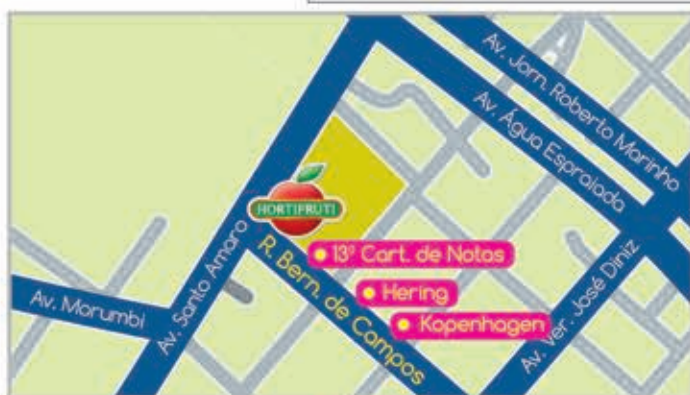 Av. Jorn. Roberto Marinho
Av. Água Espraiada
HORTIFRUTI
13º Cart. de Notas
Hering
Kopenhagen
R. Bern. de Campos
Av. Santo Amaro
Av. Morumbi
Av. Ver. José Diniz